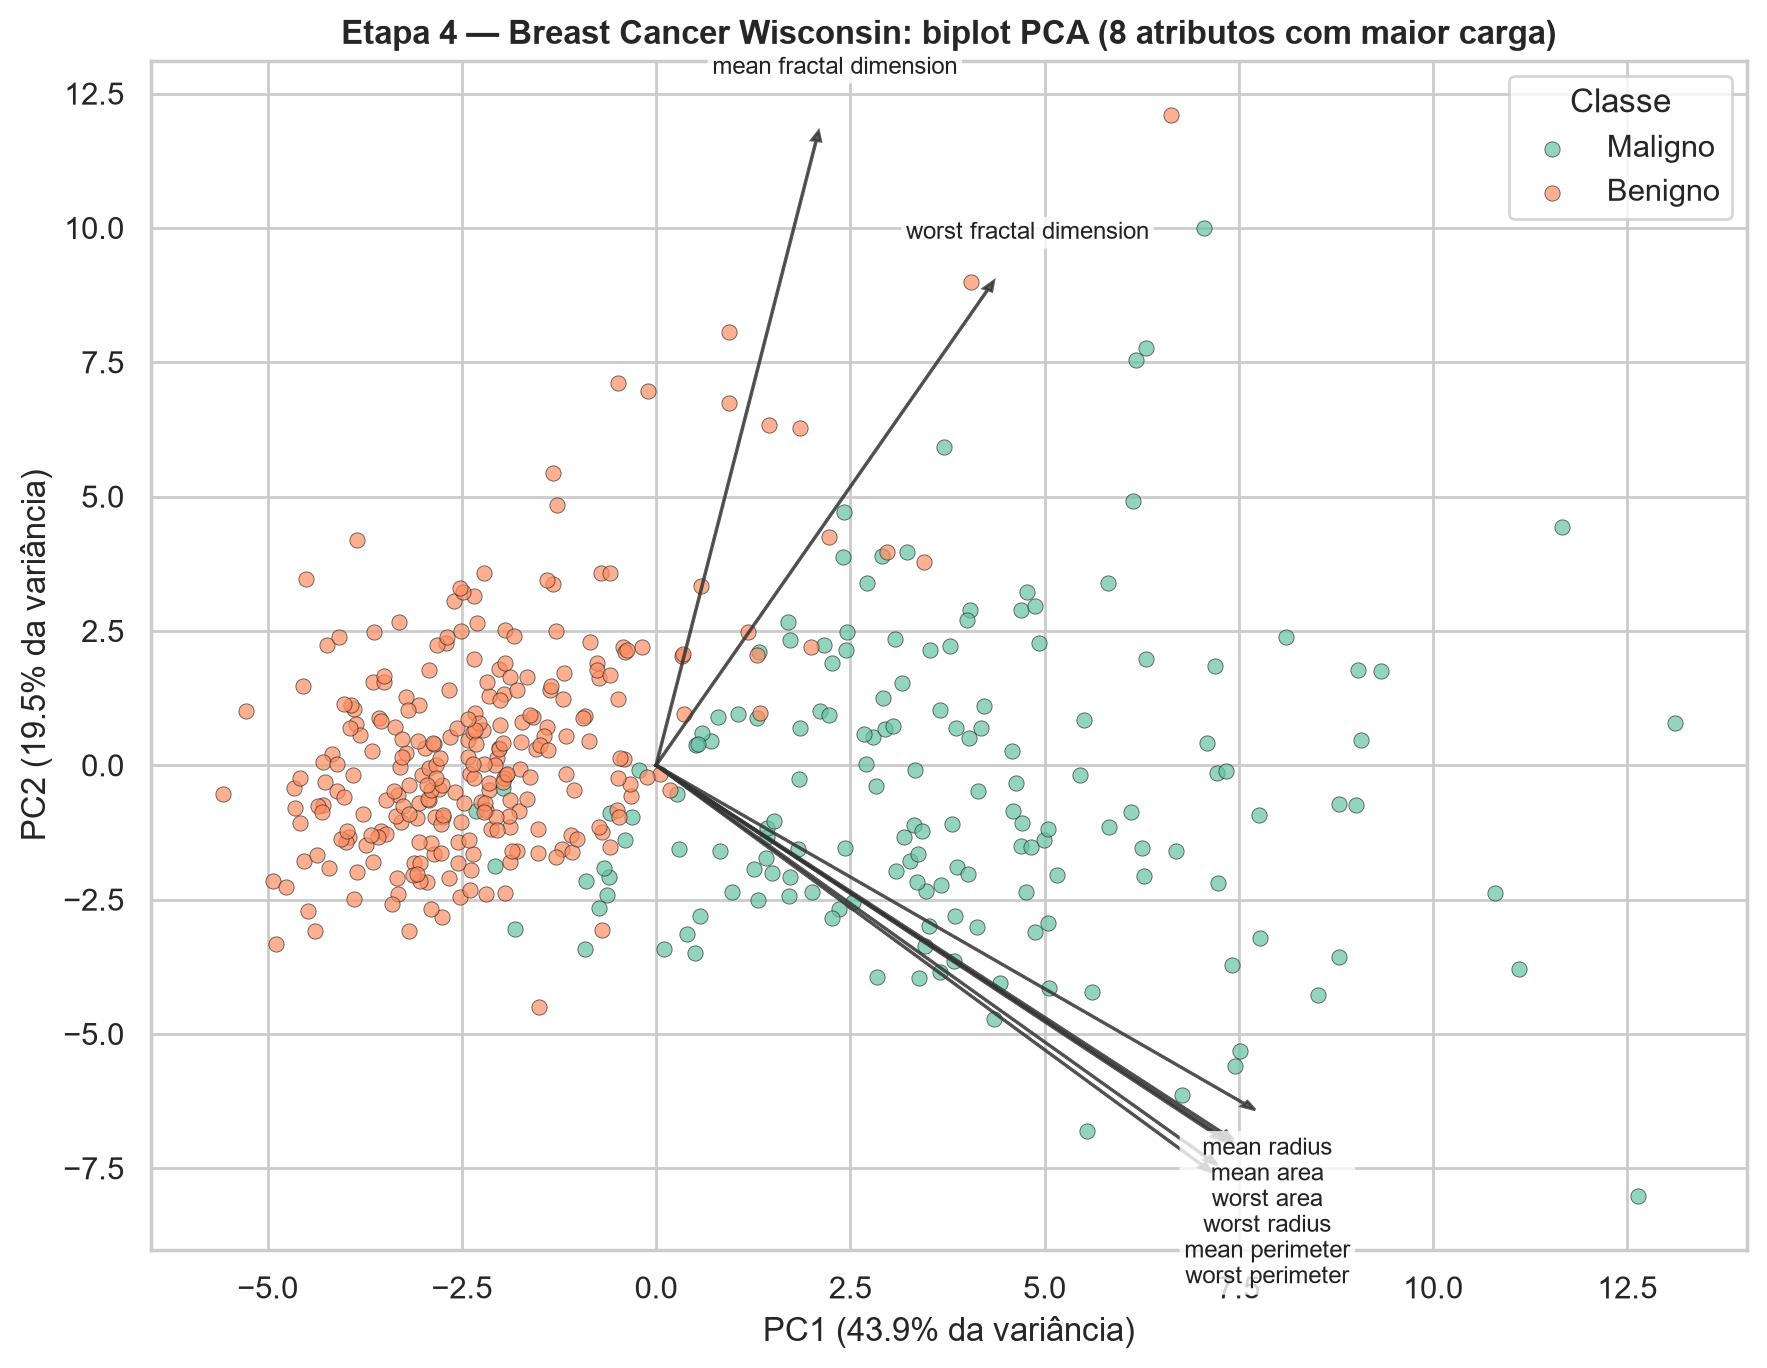 Etapa 4 — Breast Cancer Wisconsin: biplot PCA (8 atributos com maior carga)
mean fractal dimension
worst fractal dimension
Classe
Maligno
Benigno
12.5
10.0
7.5
5.0
2.5
0.0
−2.5
−5.0
−7.5
PC2 (19.5% da variância)
mean radius
mean area
worst area
worst radius
mean perimeter
worst perimeter
−5.0
−2.5
0.0
2.5
5.0
7.5
10.0
12.5
PC1 (43.9% da variância)